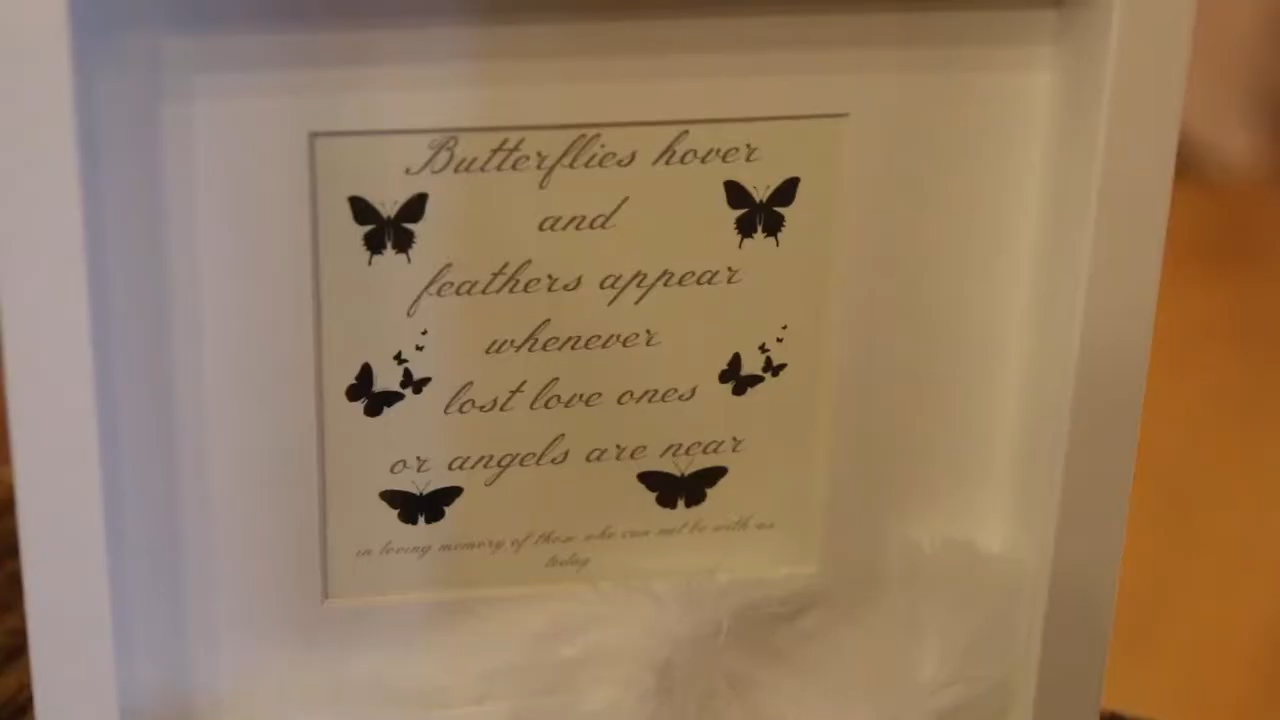 Butterflies hover
and
feathers appear
whenever
lost love ones
or angels are near
in loving memory of those who can not be with us
today